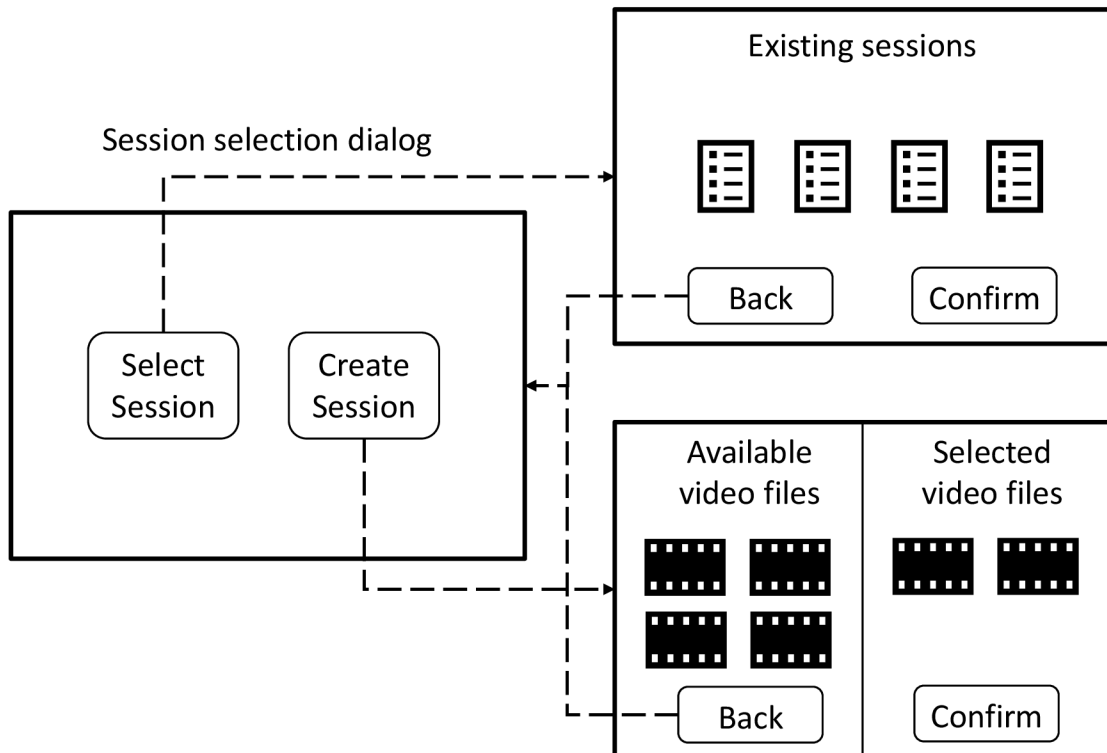 Existing sessions
Session selection dialog
Back
Confirm
Select
Session
Create
Session
Available
video files
Selected
video files
Back
Confirm